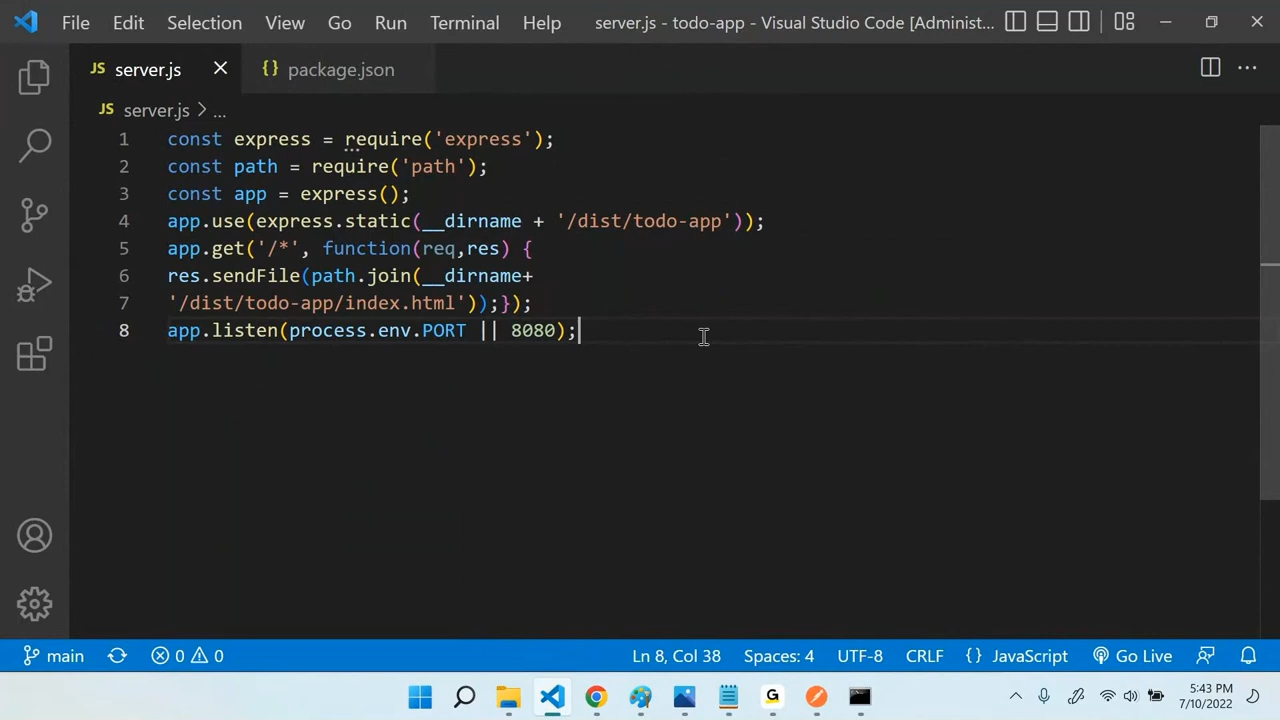 File Edit Selection View Go Run Terminal Help server.js - todo-app - Visual Studio Code [Administ...
JS server.js {} package.json
JS server.js > ...
1 const express = require('express');
2 const path = require('path');
3 const app = express();
4 app.use(express.static(__dirname + '/dist/todo-app'));
5 app.get('/*', function(req,res) {
6 res.sendFile(path.join(__dirname+
7 '/dist/todo-app/index.html'));});
8 app.listen(process.env.PORT || 8080);
main 0 0 Ln 8, Col 38 Spaces: 4 UTF-8 CRLF {} JavaScript Go Live
G
5:43 PM
7/10/2022